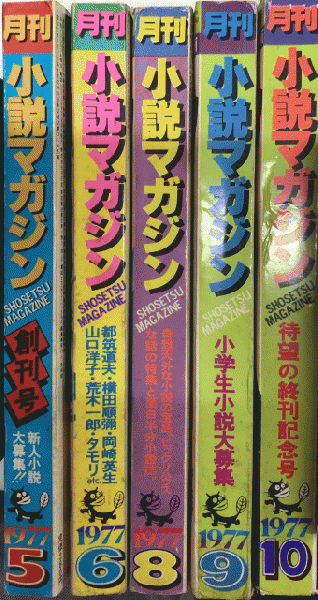 月刊
小説マガジン
SHOSETSU
MAGAZINE
創刊号
新人小説
大募集!!
1977
5
月刊
小説マガジン
SHOSETSU
MAGAZINE
都筑道夫・横田順彌・岡崎英生
山口洋子・荒木一郎・タモリ etc.
1977
6
月刊
小説マガジン
SHOSETSU
MAGAZINE
1977
8
月刊
小説マガジン
SHOSETSU
MAGAZINE
小学生小説大募集
1977
9
月刊
小説マガジン
SHOSETSU
MAGAZINE
待望の終刊記念号
1977
10